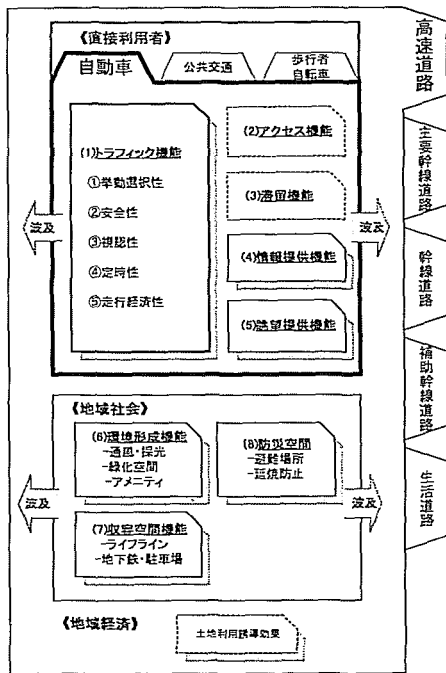 《直接利用者》
自動車
公共交通
歩行者
自転車
(1)トラフィック機能
①挙動選択性
②安全性
③視認性
④定時性
⑤走行経済性
(2)アクセス機能
(3)滞留機能
(4)情報提供機能
(5)眺望提供機能
波及
波及
《地域社会》
(6)環境形成機能
-通風・採光
-緑化空間
-アメニティ
(8)防災空間
-避難場所
-延焼防止
(7)収容空間機能
-ライフライン
-地下鉄・駐車場
波及
波及
《地域経済》
土地利用誘導効果
高速道路
主要幹線道路
幹線道路
補助幹線道路
生活道路